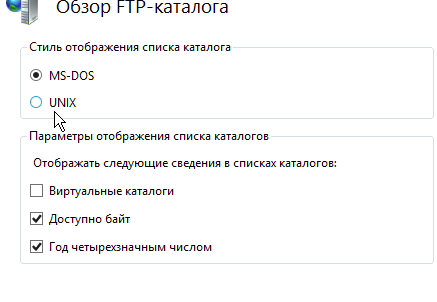 Обзор FTP-каталога
Стиль отображения списка каталога
MS-DOS
UNIX
Параметры отображения списка каталогов
Отображать следующие сведения в списках каталогов:
Виртуальные каталоги
Доступно байт
Год четырехзначным числом